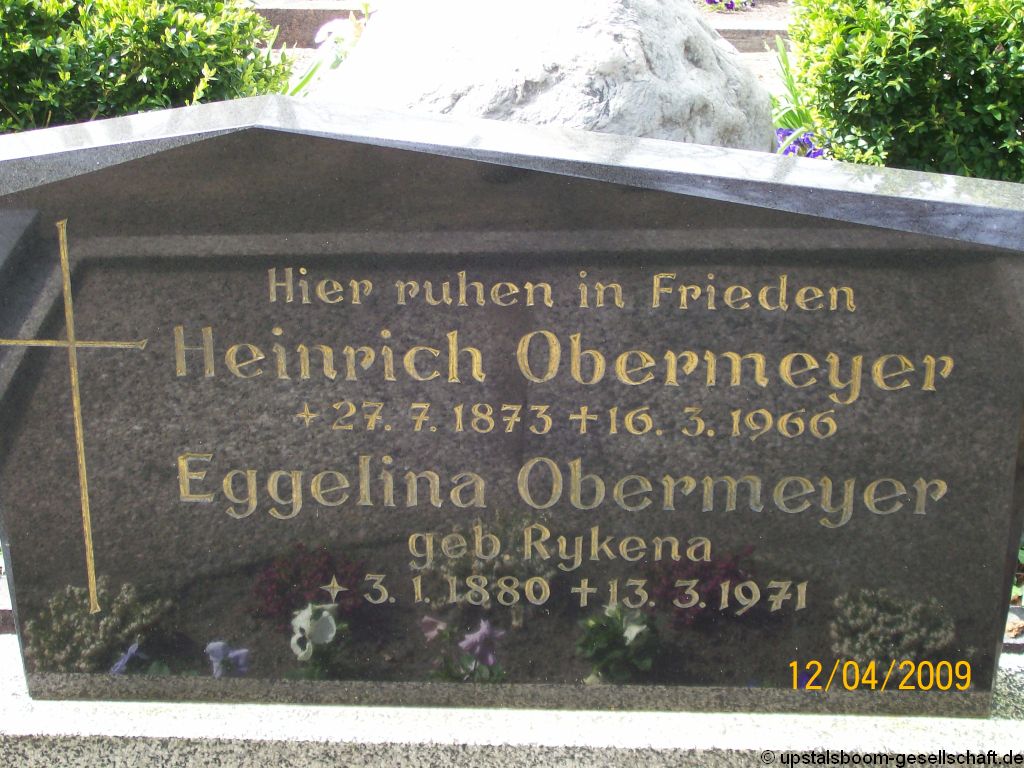 Hier ruhen in Frieden
Heinrich Obermeyer
✦ 27. 7. 1873 ✝ 16. 3. 1966
Eggelina Obermeyer
geb. Rykena
✦ 3. 1. 1880 ✝ 13. 3. 1971
12/04/2009
© upstalsboom-gesellschaft.de